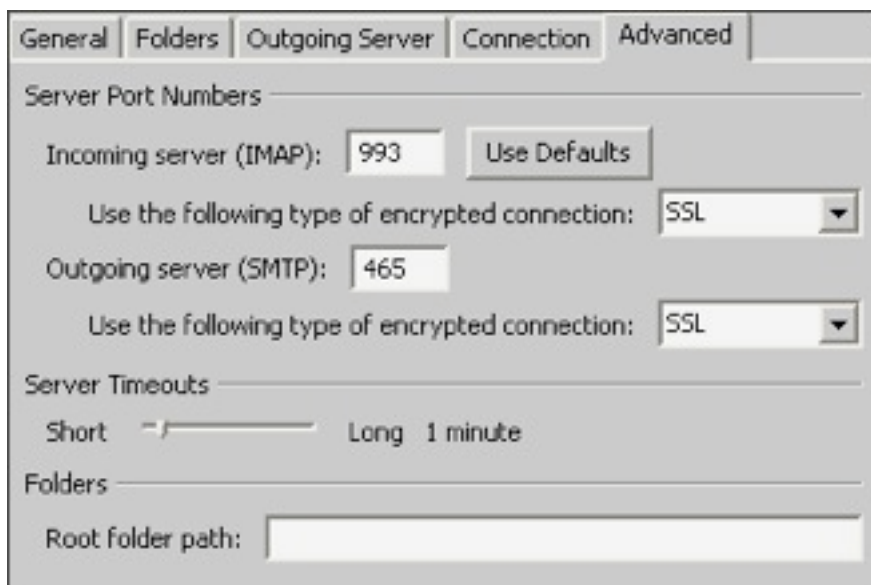 General Folders Outgoing Server Connection Advanced
Server Port Numbers
Incoming server (IMAP): 993 Use Defaults
Use the following type of encrypted connection: SSL
Outgoing server (SMTP): 465
Use the following type of encrypted connection: SSL
Server Timeouts
Short Long 1 minute
Folders
Root folder path: